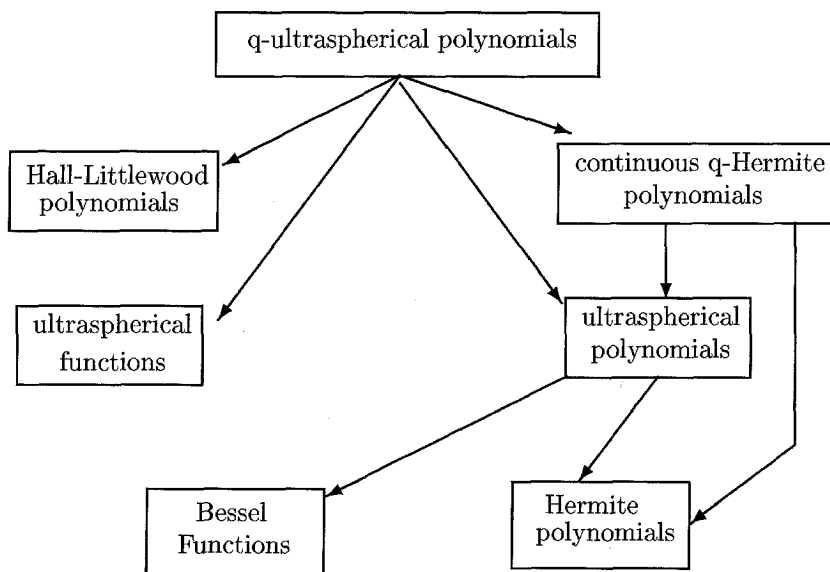 q-ultraspherical polynomials
Hall-Littlewood
polynomials
continuous q-Hermite
polynomials
ultraspherical
functions
ultraspherical
polynomials
Bessel
Functions
Hermite
polynomials